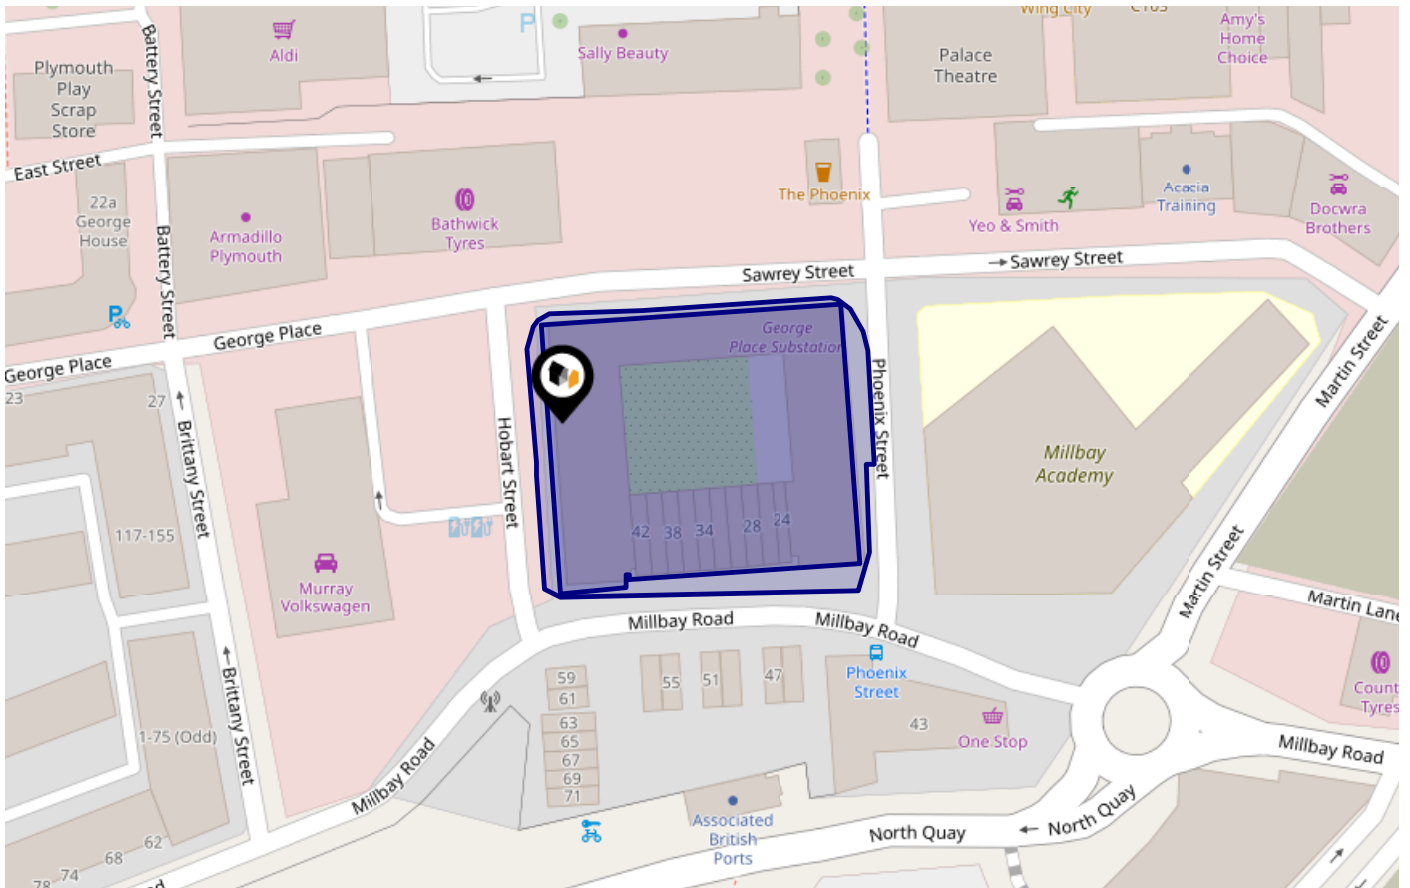 Wing City
C103
Amy's
Home
Choice
Battery Street
Aldi
P
Sally Beauty
Palace
Theatre
Plymouth
Play
Scrap
Store
East Street
22a
George
House
Battery Street
Armadillo
Plymouth
Bathwick
Tyres
The Phoenix
Yeo & Smith
Acacia
Training
Docwra
Brothers
Sawrey Street
Sawrey Street
P
George Place
George Place
George
Place Substation
Martin Street
23
27
Brittany Street
Hobart Street
Phoenix Street
Millbay
Academy
117-155
42
38
34
28
24
Murray
Volkswagen
Martin Street
Martin Lane
Millbay Road
Millbay Road
Phoenix
Street
59
61
63
65
67
69
71
55
51
47
43
One Stop
Count
Tyres
Brittany Street
1-75 (Odd)
Millbay Road
Millbay Road
Associated
British
Ports
North Quay
North Quay
62
68
74
78